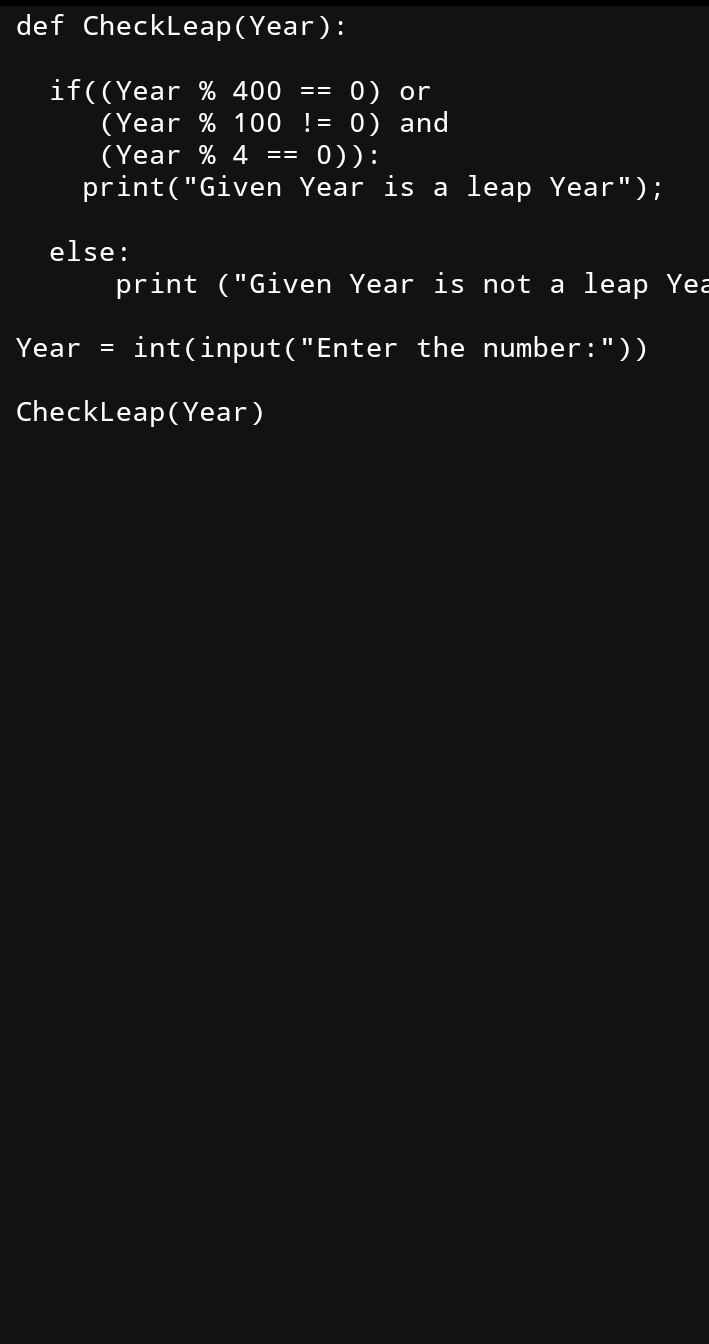 def CheckLeap(Year):
if((Year % 400 == 0) or
(Year % 100 != 0) and
(Year % 4 == 0)):
print("Given Year is a leap Year");
else:
print ("Given Year is not a leap Yea
Year = int(input("Enter the number:"))
CheckLeap(Year)